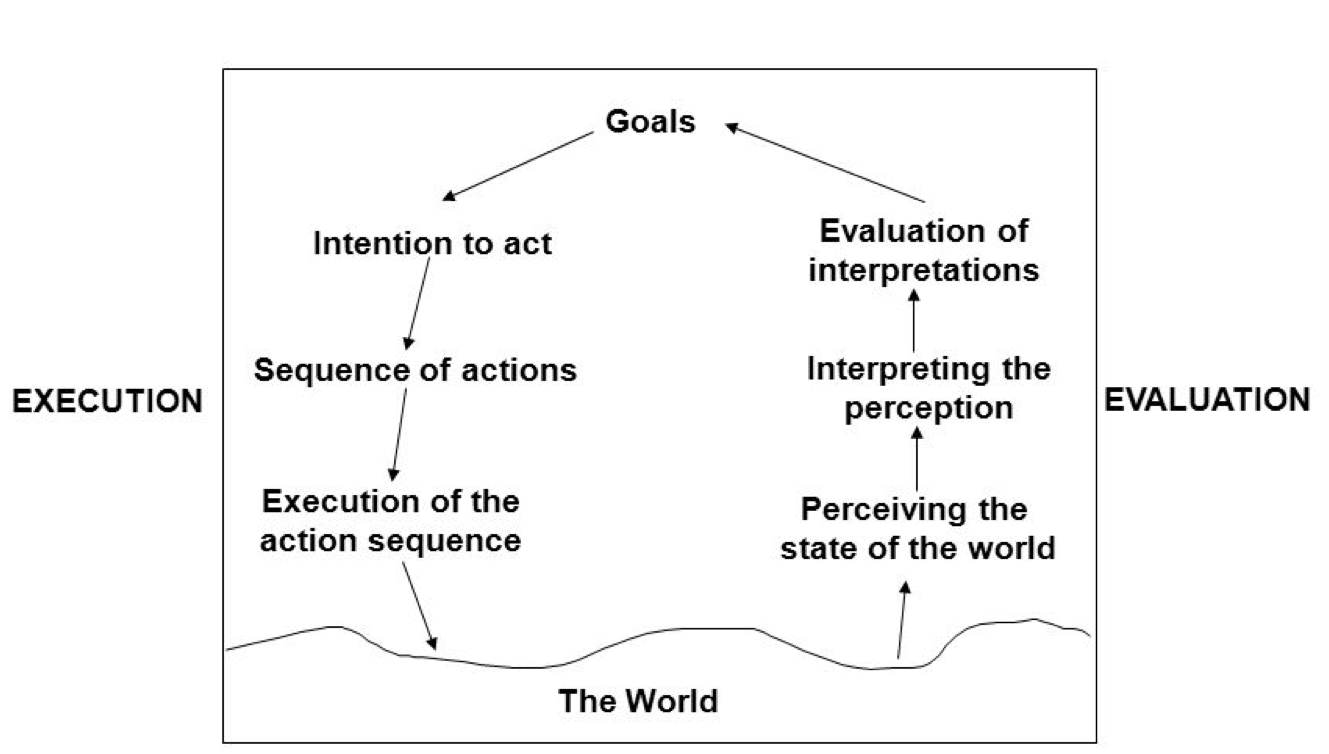 Goals
Intention to act
Sequence of actions
Execution of the
action sequence
EXECUTION
Evaluation of
interpretations
Interpreting the
perception
Perceiving the
state of the world
EVALUATION
The World